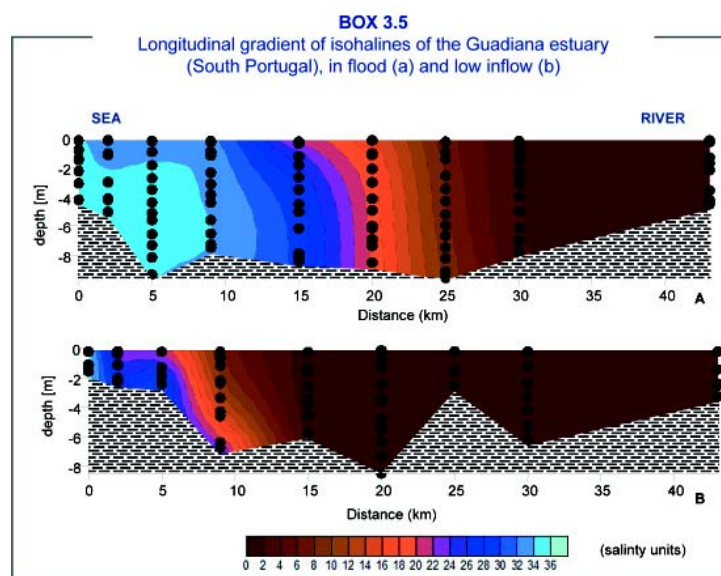 BOX 3.5
Longitudinal gradient of isohalines of the Guadiana estuary
(South Portugal), in flood (a) and low inflow (b)
SEA
RIVER
0
-2
-4
-6
-8
depth [m]
0 5 10 15 20 25 30 35 40
Distance (km)
A
0
-2
-4
-6
-8
depth [m]
0 5 10 15 20 25 30 35 40
Distance (km)
B
0 2 4 6 8 10 12 14 16 18 20 22 24 26 28 30 32 34 36
(salinty units)